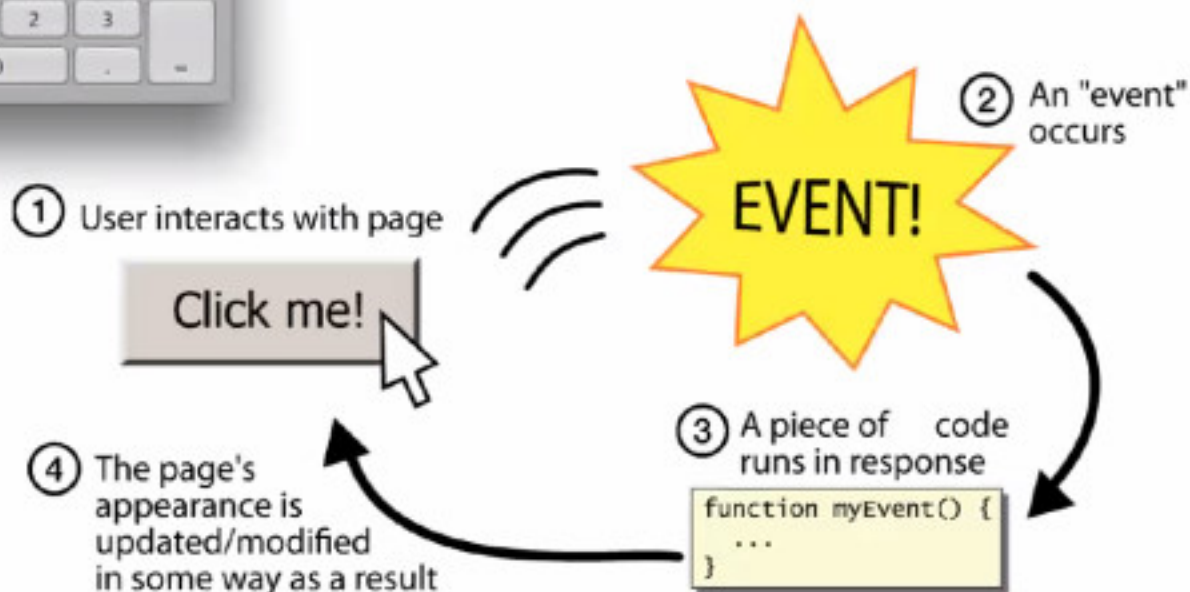 2
3
.
① User interacts with page
Click me!
EVENT!
② An "event"
occurs
③ A piece of code
runs in response
function myEvent() {
...
}
④ The page's
appearance is
updated/modified
in some way as a result